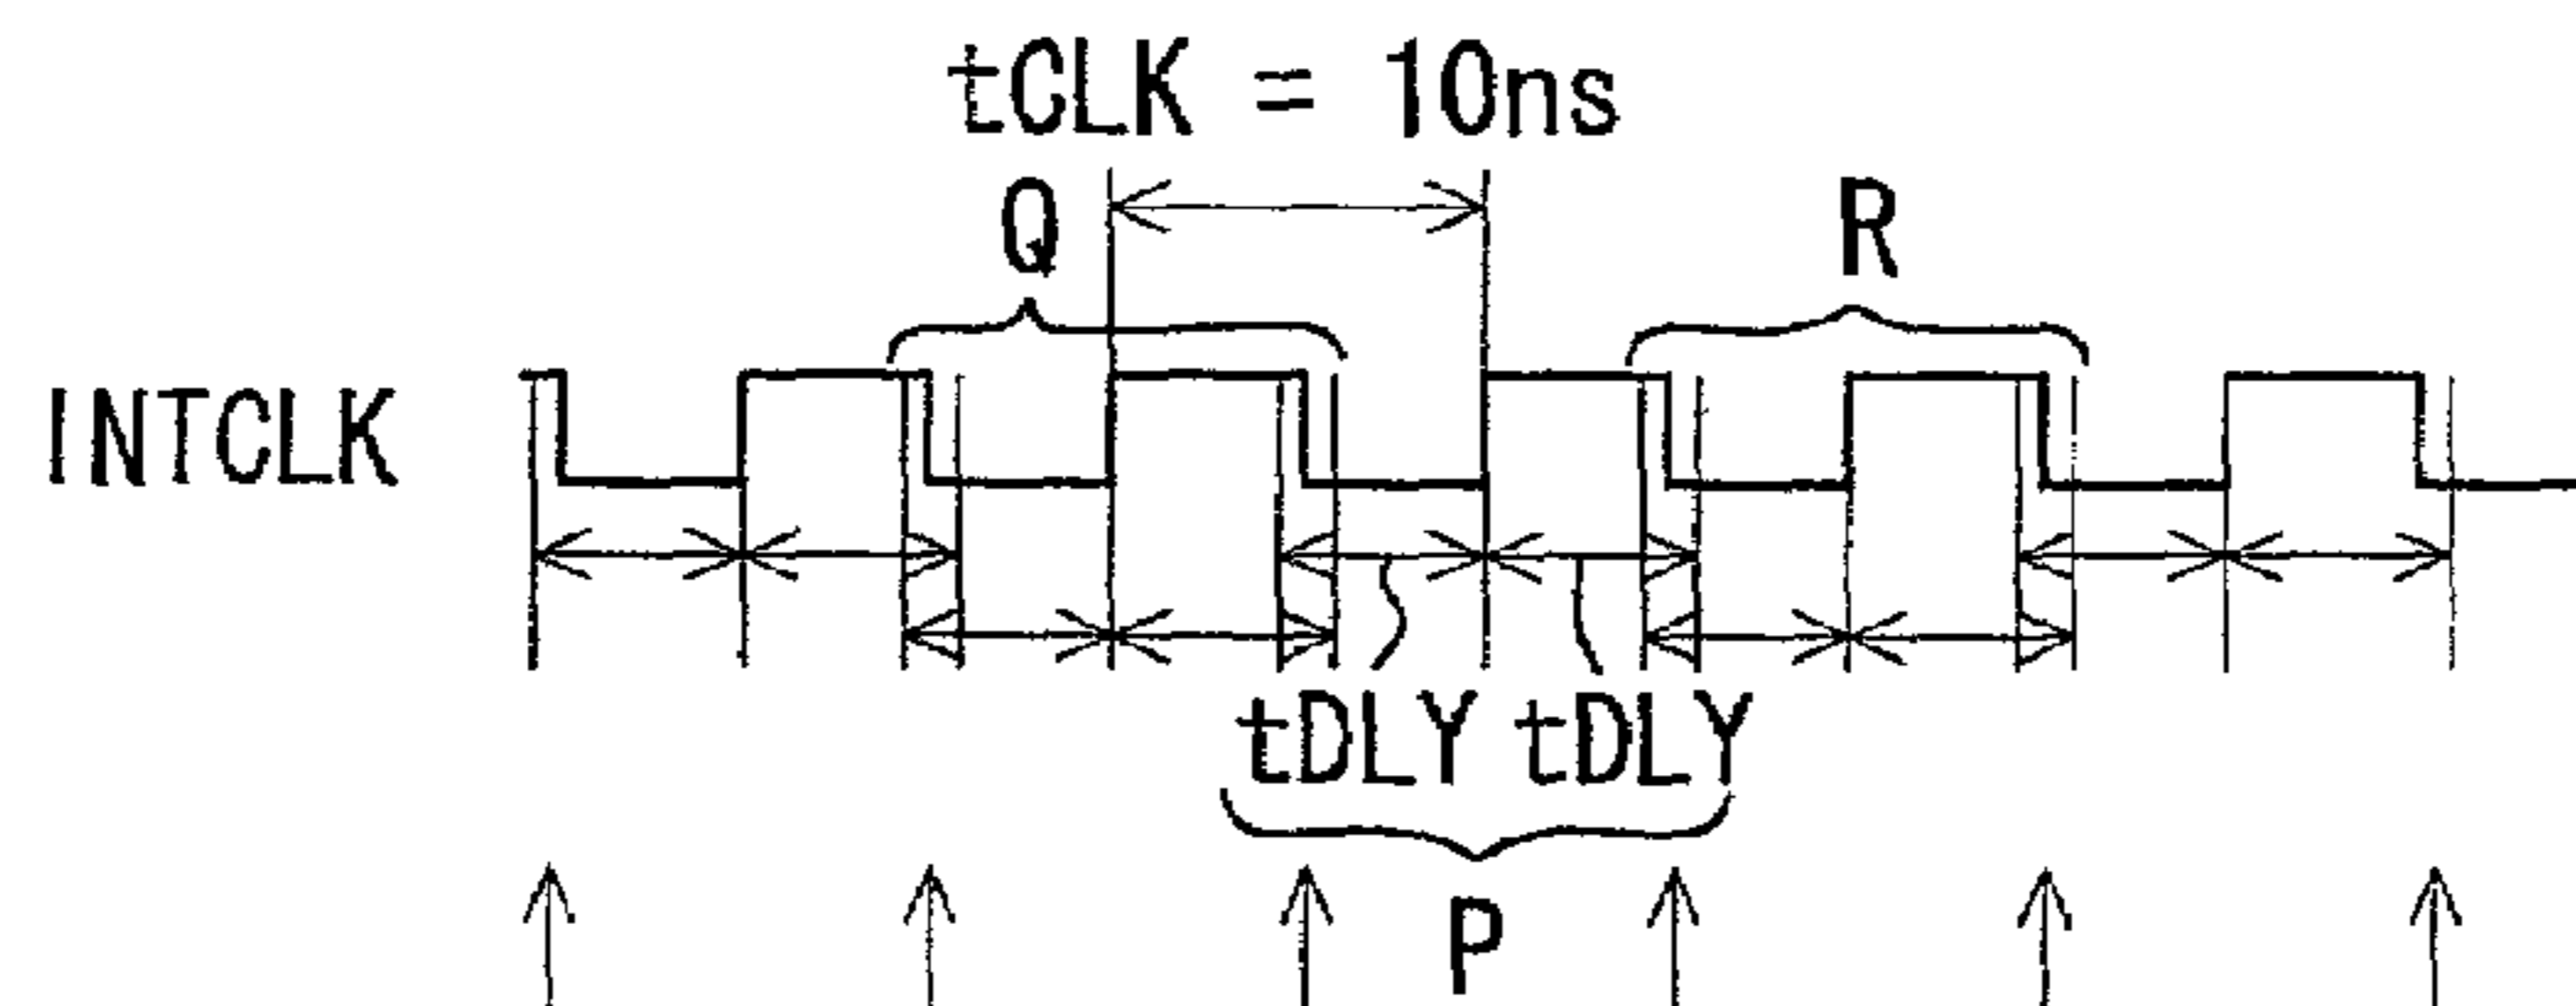 tCLK = 10ns
Q
R
INTCLK
tDLY tDLY
P